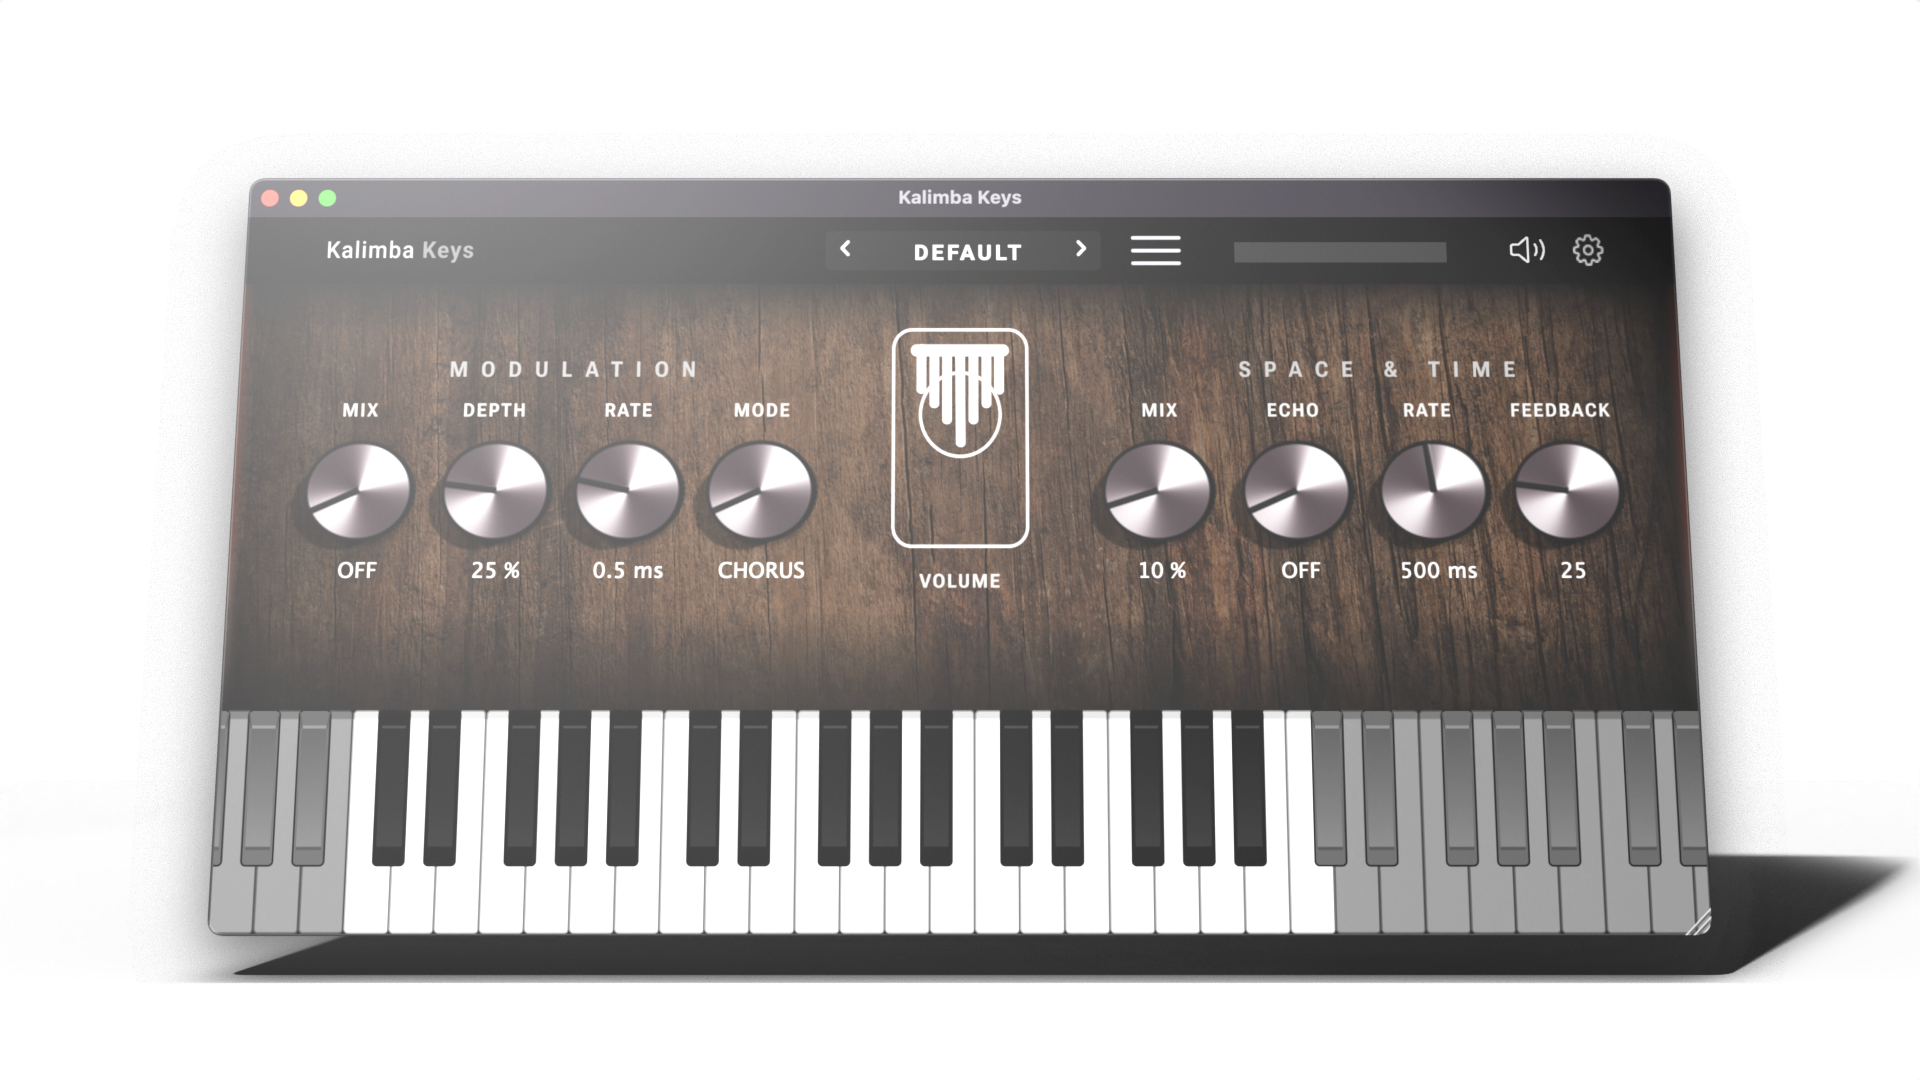 Kalimba Keys
Kalimba Keys
DEFAULT
MODULATION
MIX DEPTH RATE MODE
OFF 25 % 0.5 ms CHORUS
VOLUME
SPACE & TIME
MIX ECHO RATE FEEDBACK
10 % OFF 500 ms 25